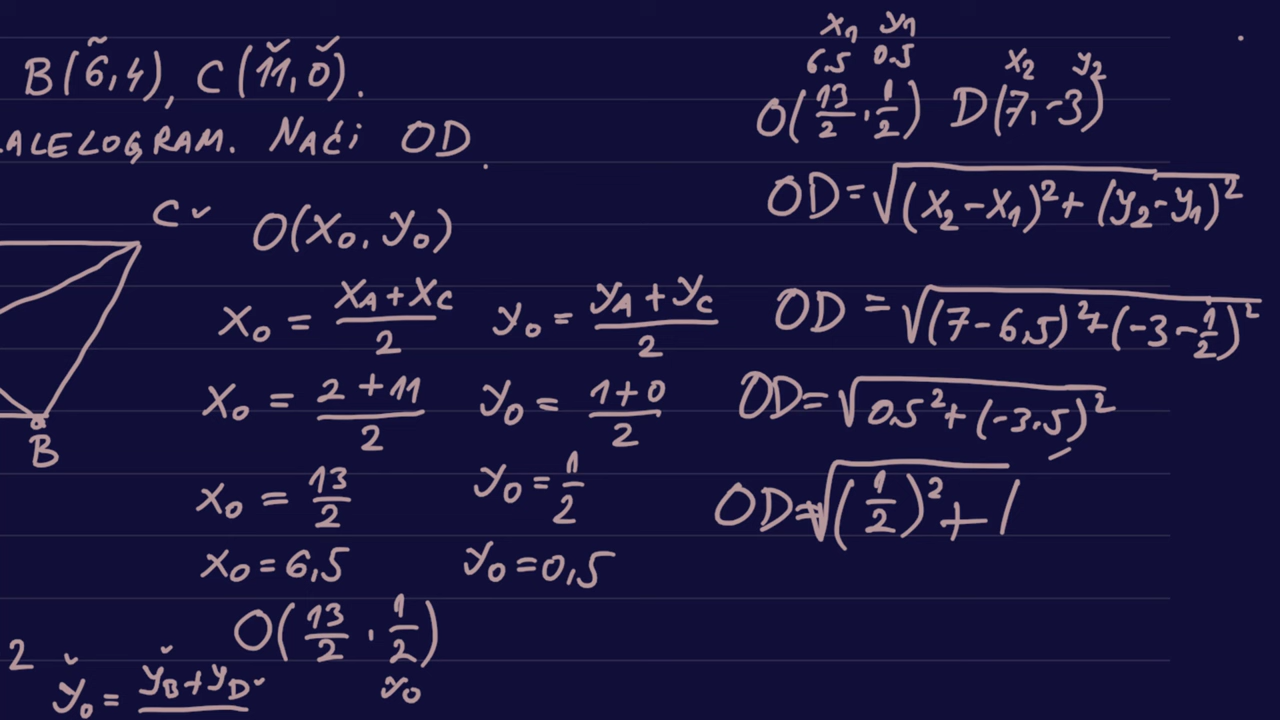 B(6,4), C(11,0).
ALELOGRAM. NAĆI OD
C
B
O(x₀, y₀)
x₀ = (x_A + x_C)/2
y₀ = (y_A + y_C)/2
x₀ = (2 + 11)/2
y₀ = (1+0)/2
x₀ = 13/2
y₀ = 1/2
x₀ = 6,5
y₀ = 0,5
O(13/2, 1/2)
y₀
2
y₀ = y_B + y_D
x₁ y₁
6.5 0.5
x₂ y₂
O(13/2, 1/2) D(7, -3)
OD = √((x₂ - x₁)² + (y₂ - y₁)²)
OD = √((7 - 6,5)² + (-3 - 1/2)²)
OD = √(0.5² + (-3.5)²)
OD = √((1/2)² + (